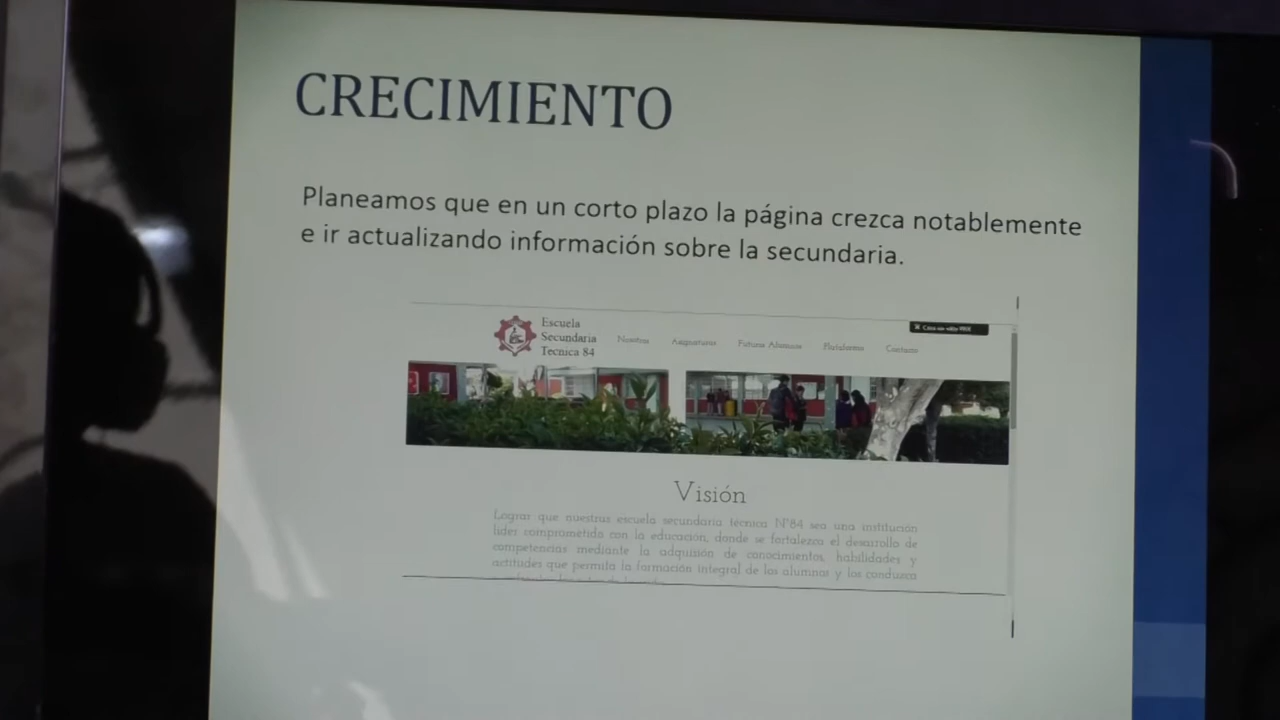 CRECIMIENTO
Planeamos que en un corto plazo la página crezca notablemente
e ir actualizando información sobre la secundaria.
Escuela
Secundaria
Tecnica 84
Nosotros Asignaturas Futuros Alumnos Plataformas Contacto
Visión
Lograr que nuestras escuela secundaria técnica N°84 sea una institución
líder comprometida con la educación, donde se fortalezca el desarrollo de
competencias mediante la adquisión de conocimientos, habilidades y
actitudes que permita la formación integral de los alumnos y los conduzca